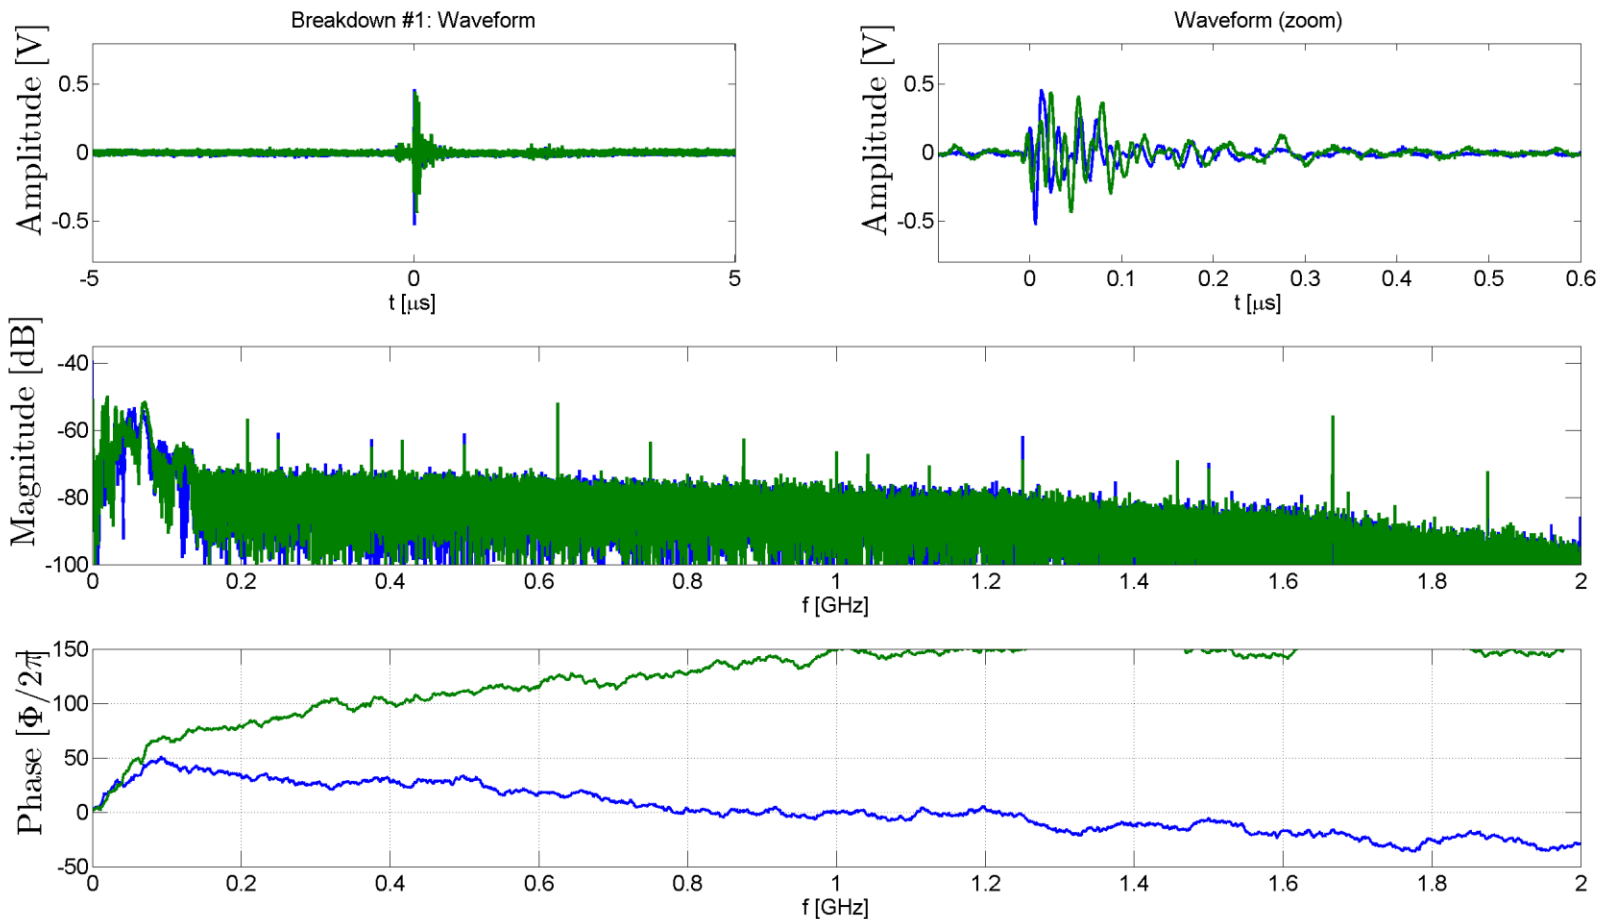 Breakdown #1: Waveform
Amplitude [V]
0.5
0
-0.5
-5 0 5
t [μs]
Waveform (zoom)
Amplitude [V]
0.5
0
-0.5
0 0.1 0.2 0.3 0.4 0.5 0.6
t [μs]
Magnitude [dB]
-40
-60
-80
-100
0 0.2 0.4 0.6 0.8 1 1.2 1.4 1.6 1.8 2
f [GHz]
Phase [Φ/2π]
150
100
50
0
-50
0 0.2 0.4 0.6 0.8 1 1.2 1.4 1.6 1.8 2
f [GHz]